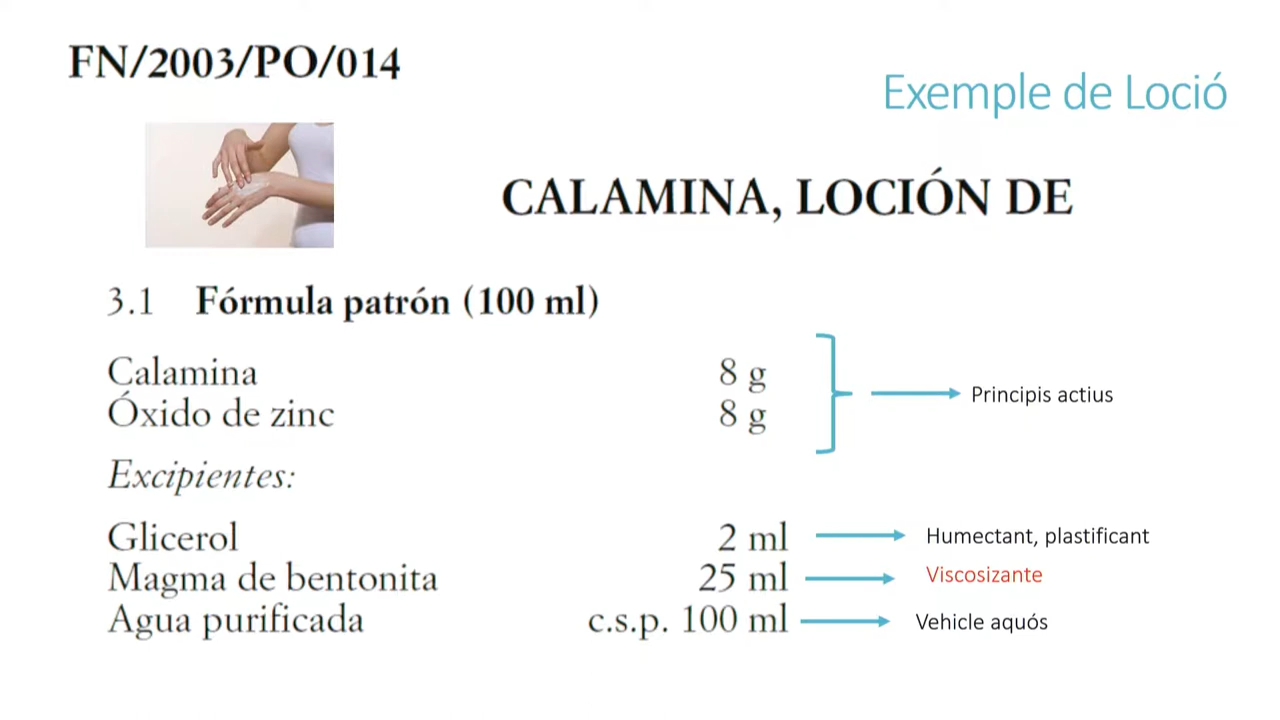 FN/2003/PO/014
Exemple de Loció
CALAMINA, LOCIÓN DE
3.1 Fórmula patrón (100 ml)
Calamina 8 g
Óxido de zinc 8 g
Principis actius
Excipientes:
Glicerol 2 ml Humectant, plastificant
Magma de bentonita 25 ml Viscosizante
Agua purificada c.s.p. 100 ml Vehicle aquós